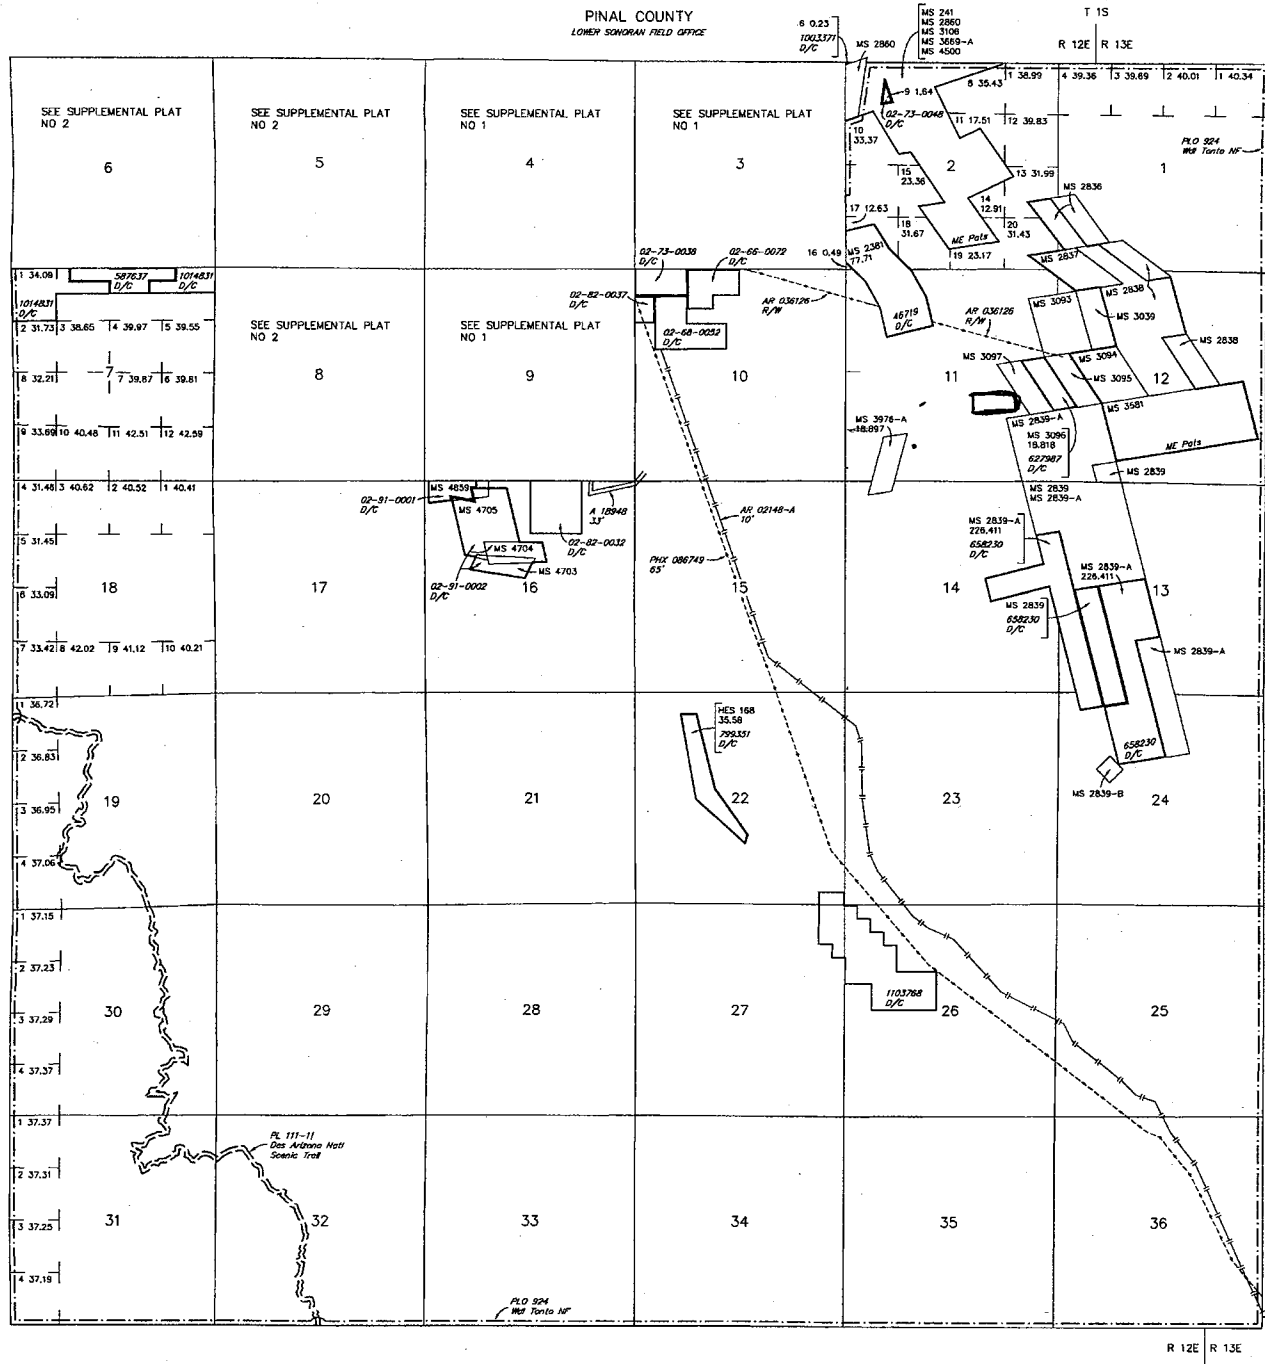 PINAL COUNTY
LOWER SONORAN FIELD OFFICE
6 0.23
1003371
D/C
MS 2860
MS 241
MS 2860
MS 3106
MS 3669-A
MS 4500
T 1S
R 12E R 13E
SEE SUPPLEMENTAL PLAT
NO 2
6
SEE SUPPLEMENTAL PLAT
NO 2
5
SEE SUPPLEMENTAL PLAT
NO 1
4
SEE SUPPLEMENTAL PLAT
NO 1
3
9 1.64
02-73-0048
D/C
8 35.43
1 38.99
4 39.36
3 39.69
2 40.01
1 40.34
10
33.37
11 17.51
12 39.83
PLO 924
Wdl Tonto NF
2
1
15
23.36
13 31.99
14
12.91
MS 2836
17 12.63
18
31.67
20
31.43
ME Pats
19 23.17
16 0.49
MS 2381
77.71
MS 2837
02-73-0038
D/C
02-66-0072
D/C
1 34.09
587637
D/C
1014831
D/C
1014831
D/C
02-82-0037
D/C
AR 036126
R/W
MS 3093
MS 2838
2 31.73
3 38.65
4 39.97
5 39.55
SEE SUPPLEMENTAL PLAT
NO 2
SEE SUPPLEMENTAL PLAT
NO 1
02-68-0052
D/C
46719
D/C
AR 036126
R/W
MS 3039
MS 2838
8 32.21
7
7 39.87
6 39.81
8
9
10
11
12
MS 3097
MS 3094
MS 3095
9 33.69
10 40.48
11 42.51
12 42.59
MS 3976-A
18.897
MS 2839-A
MS 3581
MS 3096
18.818
627987
D/C
ME Pats
MS 2839
4 31.48
3 40.62
2 40.52
1 40.41
02-91-0001
D/C
MS 4859
MS 4705
A 18948
33'
AR 02148-A
10'
MS 2839
MS 2839-A
5 31.45
MS 4704
02-82-0032
D/C
MS 2839-A
226.411
658230
D/C
6 33.09
18
17
02-91-0002
D/C
MS 4703
16
PHX 086749
65'
15
14
MS 2839-A
226.411
13
MS 2839
658230
D/C
7 33.42
8 42.02
9 41.12
10 40.21
MS 2839-A
1 36.72
HES 168
35.58
799351
D/C
2 36.83
658230
D/C
19
20
21
22
23
24
MS 2839-B
3 36.95
4 37.06
1 37.15
2 37.23
1103768
D/C
30
29
28
27
26
25
3 37.29
4 37.37
1 37.37
PL 111-11
Des Arizona Natl
Scenic Trail
2 37.31
3 37.25
31
32
33
34
35
36
4 37.19
PLO 924
Wdl Tonto NF
R 12E R 13E